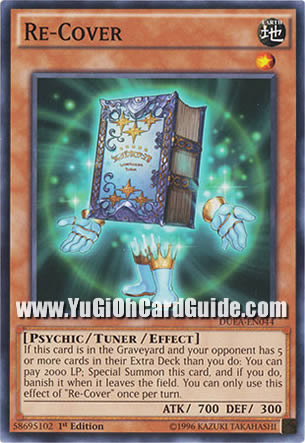 Re-Cover
EARTH
地
www.YuGiOhCardGuide.com
DUEA-EN044
[PSYCHIC / TUNER / EFFECT]
If this card is in the Graveyard and your opponent has 5
or more cards in their Extra Deck than you do: You can
pay 2000 LP; Special Summon this card, and if you do,
banish it when it leaves the field. You can only use this
effect of "Re-Cover" once per turn.
ATK/ 700 DEF/ 300
58695102 1st Edition ©1996 KAZUKI TAKAHASHI